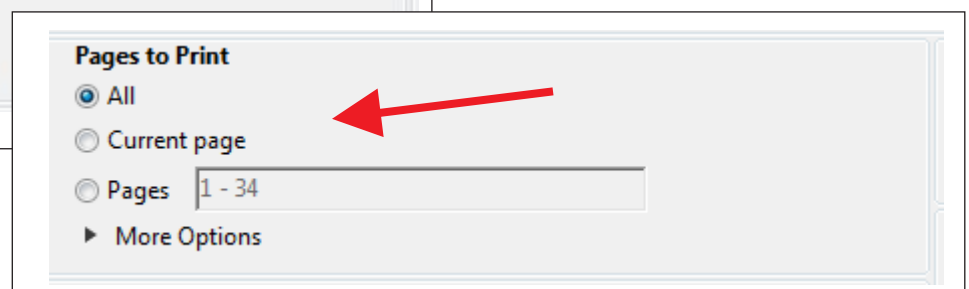 Pages to Print
All
Current page
Pages 1 - 34
More Options